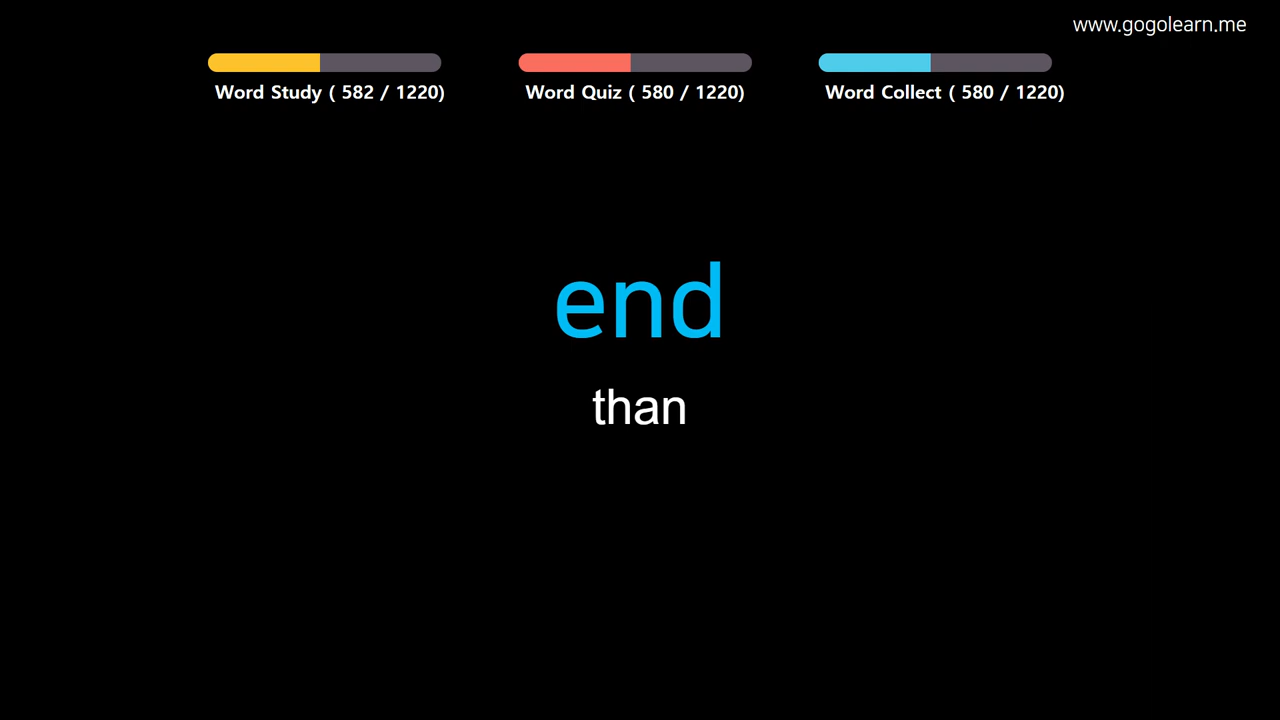 www.gogolearn.me
Word Study ( 582 / 1220)
Word Quiz ( 580 / 1220)
Word Collect ( 580 / 1220)
end
than